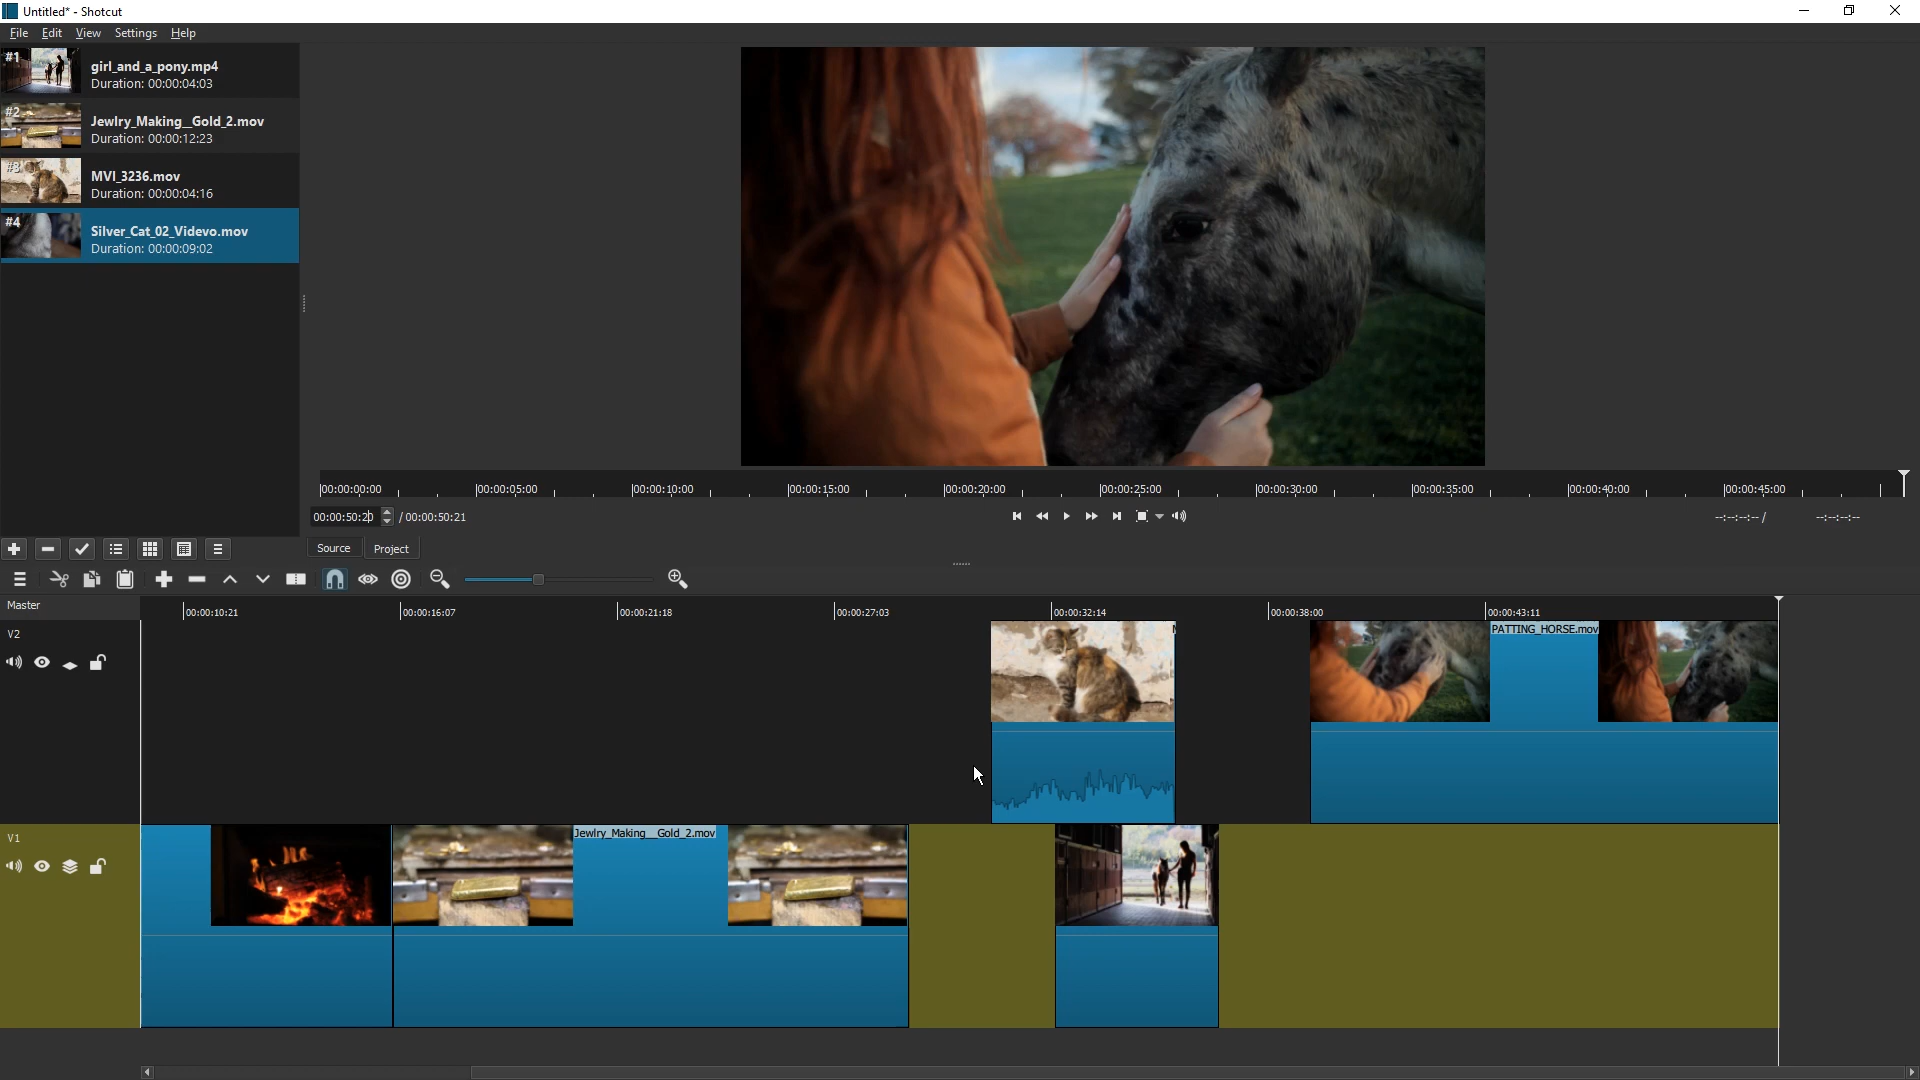 Untitled* - Shotcut
File Edit View Settings Help
#1
girl_and_a_pony.mp4
Duration: 00:00:04:03
#2
Jewlry_Making__Gold_2.mov
Duration: 00:00:12:23
#3
MVI_3236.mov
Duration: 00:00:04:16
#4
Silver_Cat_02_Videvo.mov
Duration: 00:00:09:02
00:00:00:00 00:00:05:00 00:00:10:00 00:00:15:00 00:00:20:00 00:00:25:00 00:00:30:00 00:00:35:00 00:00:40:00 00:00:45:00
00:00:50:20 / 00:00:50:21 --:--:--:-- / --:--:--:--
Source Project
Master
00:00:10:21 00:00:16:07 00:00:21:18 00:00:27:03 00:00:32:14 00:00:38:00 00:00:43:11
V2
PATTING_HORSE.mov
V1
Jewlry_Making__Gold_2.mov